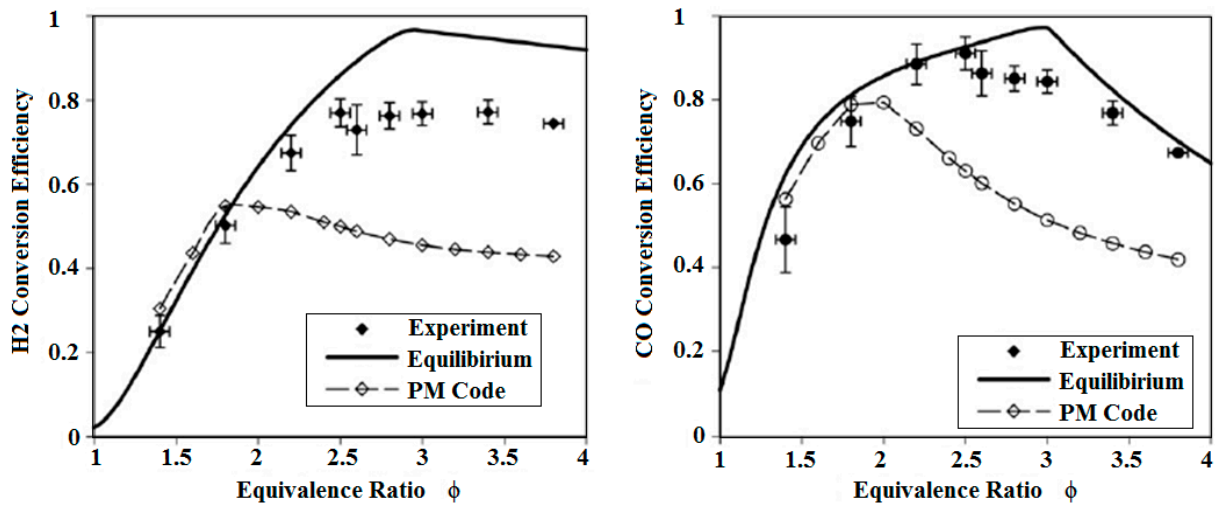 H2 Conversion Efficiency
1
0.8
0.6
0.4
0.2
0
1 1.5 2 2.5 3 3.5 4
Equivalence Ratio ϕ
Experiment
Equilibirium
PM Code
CO Conversion Efficiency
1
0.8
0.6
0.4
0.2
0
1 1.5 2 2.5 3 3.5 4
Equivalence Ratio ϕ
Experiment
Equilibirium
PM Code